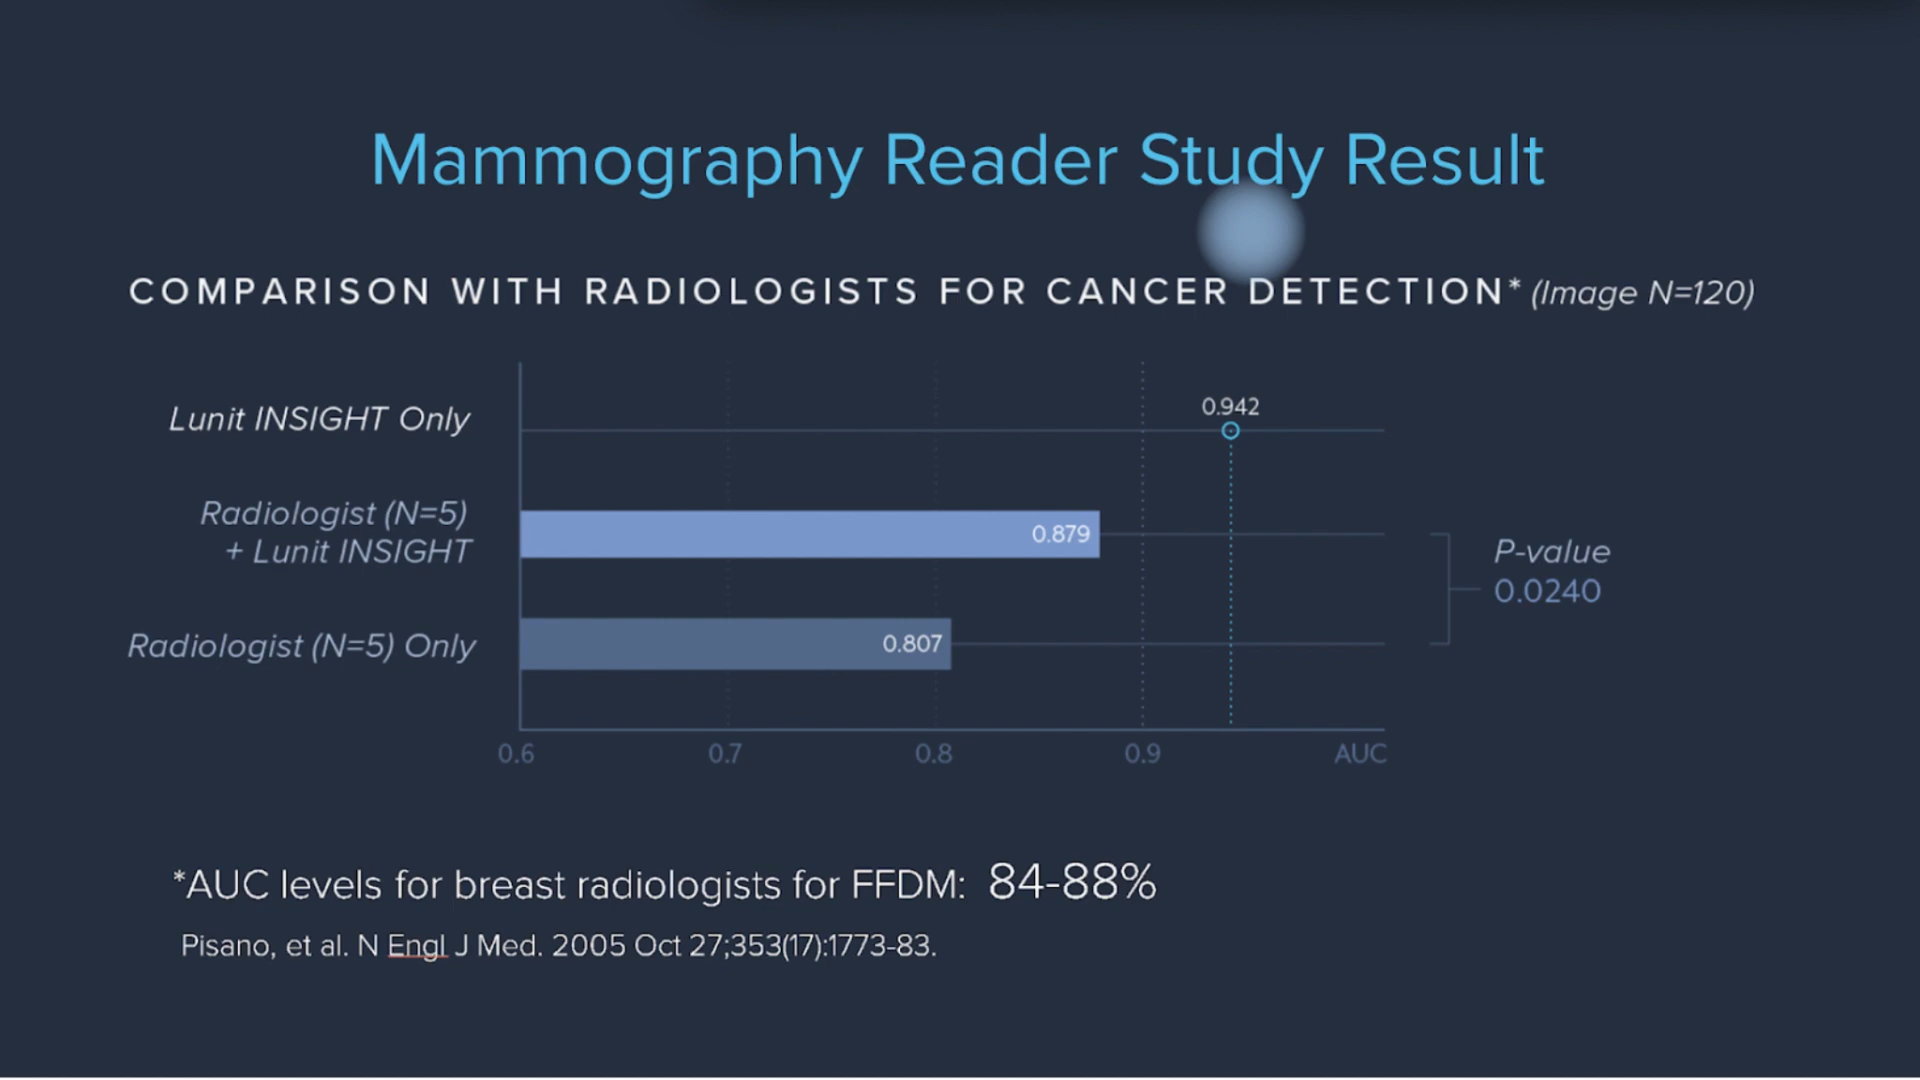 Mammography Reader Study Result
COMPARISON WITH RADIOLOGISTS FOR CANCER DETECTION* (Image N=120)
Lunit INSIGHT Only
0.942
Radiologist (N=5)
+ Lunit INSIGHT
0.879
P-value
0.0240
Radiologist (N=5) Only
0.807
0.6 0.7 0.8 0.9 AUC
*AUC levels for breast radiologists for FFDM: 84-88%
Pisano, et al. N Engl J Med. 2005 Oct 27;353(17):1773-83.